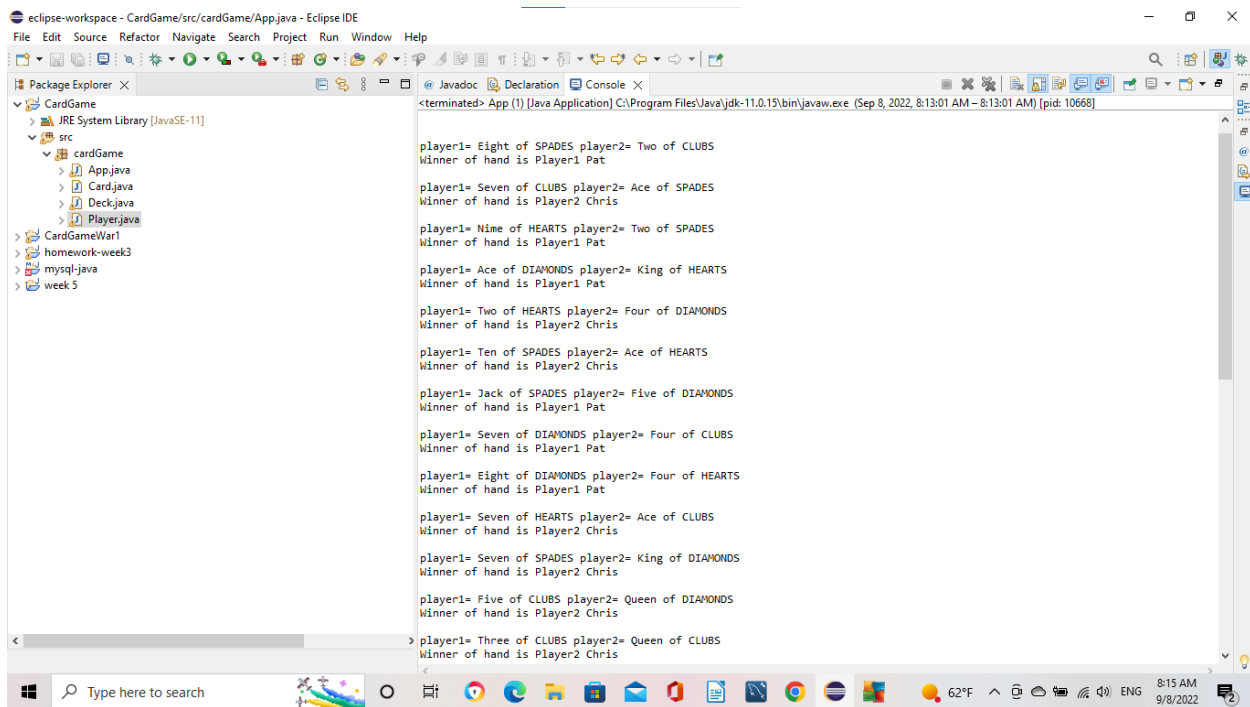 eclipse-workspace - CardGame/src/cardGame/App.java - Eclipse IDE
File Edit Source Refactor Navigate Search Project Run Window Help
Package Explorer
@ Javadoc Declaration Console
<terminated> App (1) [Java Application] C:\Program Files\Java\jdk-11.0.15\bin\javaw.exe (Sep 8, 2022, 8:13:01 AM – 8:13:01 AM) [pid: 10668]
CardGame
JRE System Library [JavaSE-11]
src
cardGame
App.java
Card.java
Deck.java
Player.java
CardGameWar1
homework-week3
mysql-java
week 5
player1= Eight of SPADES player2= Two of CLUBS
Winner of hand is Player1 Pat
player1= Seven of CLUBS player2= Ace of SPADES
Winner of hand is Player2 Chris
player1= Nime of HEARTS player2= Two of SPADES
Winner of hand is Player1 Pat
player1= Ace of DIAMONDS player2= King of HEARTS
Winner of hand is Player1 Pat
player1= Two of HEARTS player2= Four of DIAMONDS
Winner of hand is Player2 Chris
player1= Ten of SPADES player2= Ace of HEARTS
Winner of hand is Player2 Chris
player1= Jack of SPADES player2= Five of DIAMONDS
Winner of hand is Player1 Pat
player1= Seven of DIAMONDS player2= Four of CLUBS
Winner of hand is Player1 Pat
player1= Eight of DIAMONDS player2= Four of HEARTS
Winner of hand is Player1 Pat
player1= Seven of HEARTS player2= Ace of CLUBS
Winner of hand is Player2 Chris
player1= Seven of SPADES player2= King of DIAMONDS
Winner of hand is Player2 Chris
player1= Five of CLUBS player2= Queen of DIAMONDS
Winner of hand is Player2 Chris
player1= Three of CLUBS player2= Queen of CLUBS
Winner of hand is Player2 Chris
Type here to search
62°F
ENG
8:15 AM
9/8/2022
2